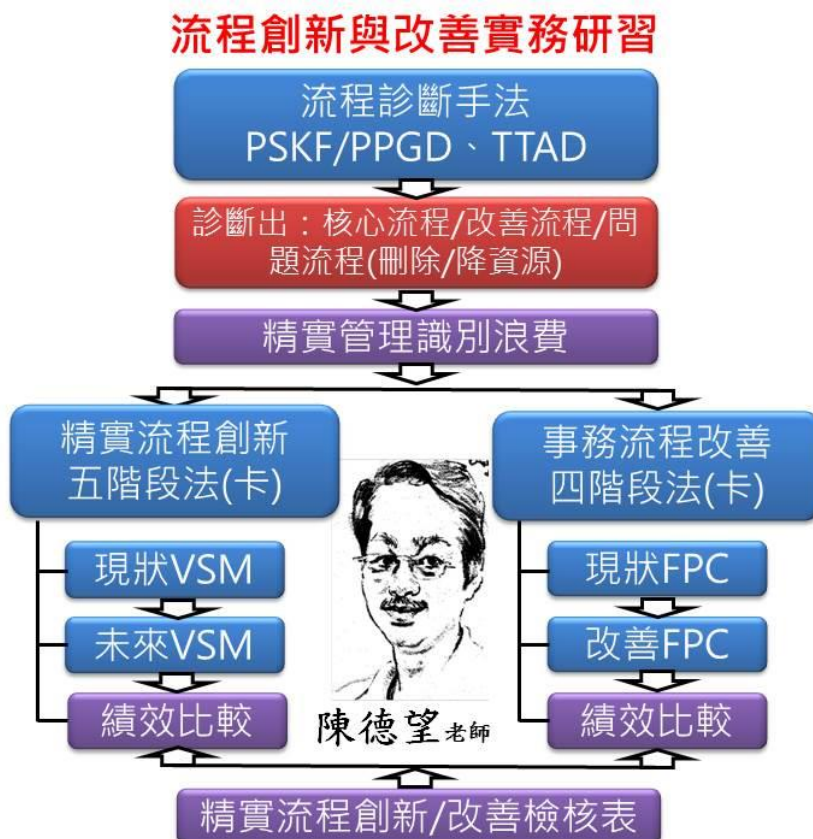 流程創新與改善實務研習
流程診斷手法
PSKF/PPGD、TTAD
診斷出：核心流程/改善流程/問
題流程(刪除/降資源)
精實管理識別浪費
精實流程創新
五階段法(卡)
現狀VSM
未來VSM
績效比較
事務流程改善
四階段法(卡)
現狀FPC
改善FPC
績效比較
陳德望老師
精實流程創新/改善檢核表